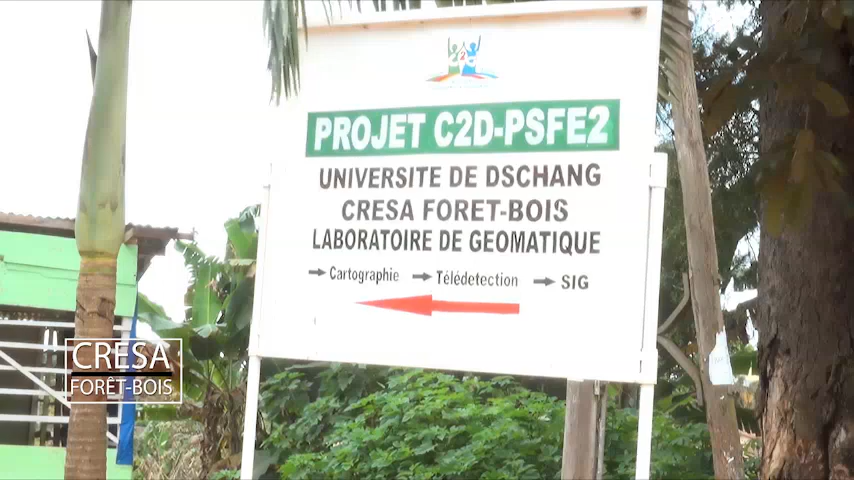 PROJET C2D-PSFE2
UNIVERSITE DE DSCHANG
CRESA FORET-BOIS
LABORATOIRE DE GEOMATIQUE
→ Cartographie → Télédetection → SIG
CRESA
FORÊT-BOIS